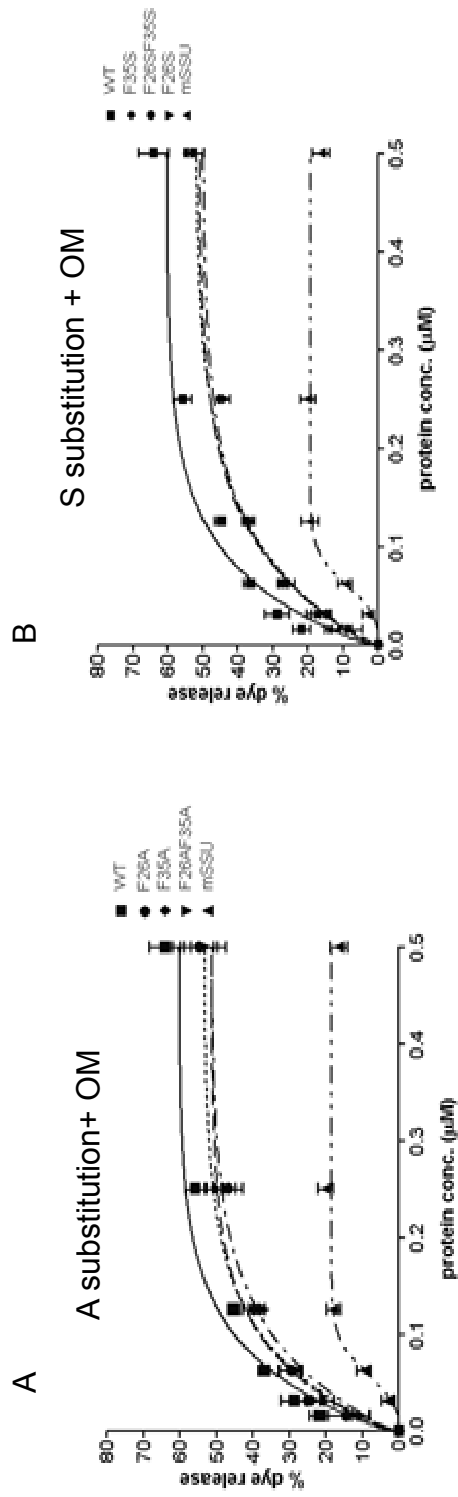 A
A substitution+ OM
WT
F26A
F35A
F26AF35A
mSSU
% dye release
80
70
60
50
40
30
20
10
0
0.0
0.1
0.2
0.3
0.4
0.5
protein conc. (µM)
B
S substitution + OM
WT
F35S
F26SF35S
F26S
mSSU
% dye release
80
70
60
50
40
30
20
10
0
0.0
0.1
0.2
0.3
0.4
0.5
protein conc. (µM)